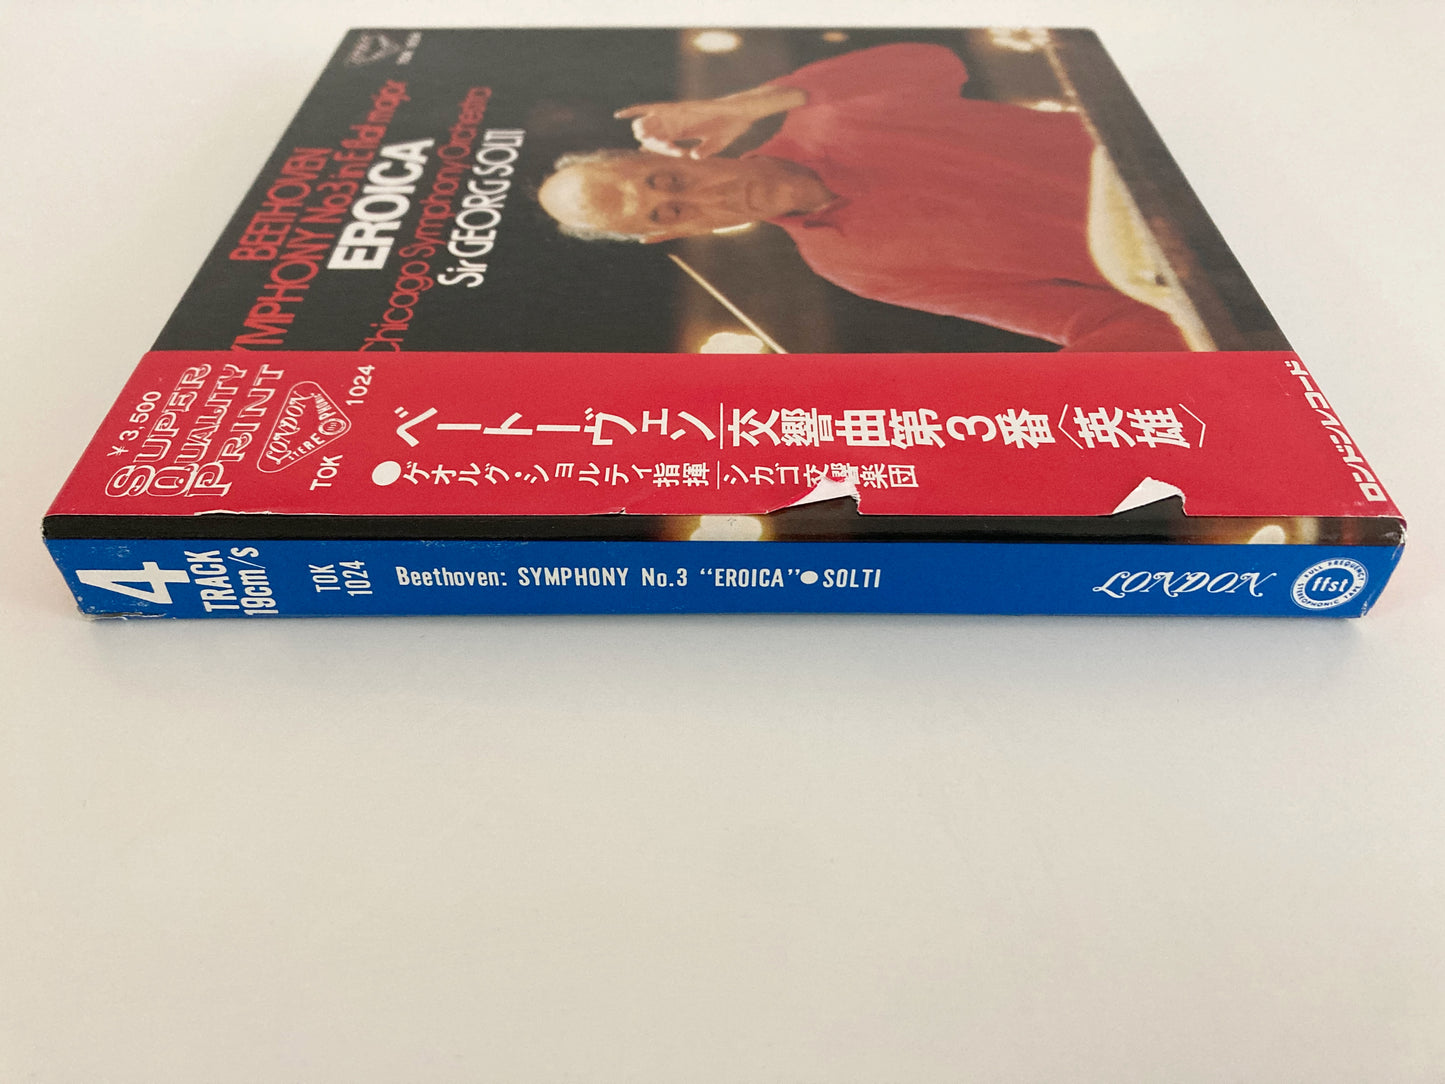 BEETHOVEN
SYMPHONY No.3 in E flat major
EROICA
Chicago Symphony Orchestra
Sir GEORG SOLTI
¥3,500
SUPER
QUALITY
PRINT
LONDON
TOK 1024
ベートーヴェン/交響曲第3番〈英雄〉
●ゲオルグ・ショルティ指揮/シカゴ交響楽団
ロンドンレコード
4
TRACK
19cm/s
TOK
1024
Beethoven: SYMPHONY No.3 “EROICA”●SOLTI
LONDON
FULL FREQUENCY
ffst
STEREOPHONIC TAPE